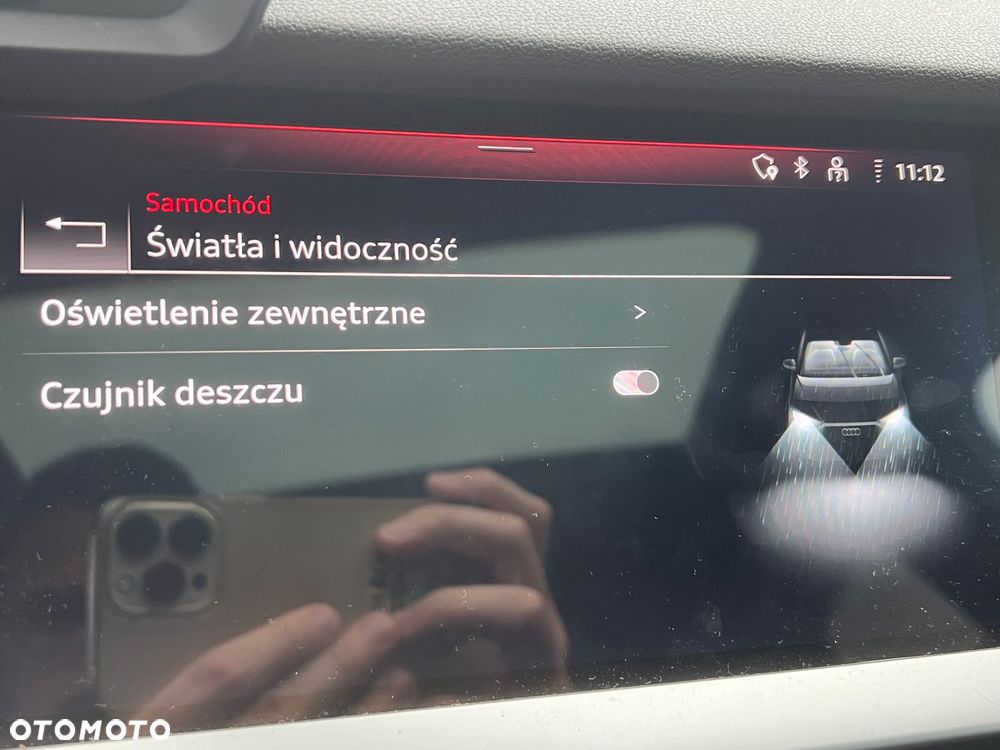 11:12
Samochód
Światła i widoczność
Oświetlenie zewnętrzne
Czujnik deszczu
OTOMOTO